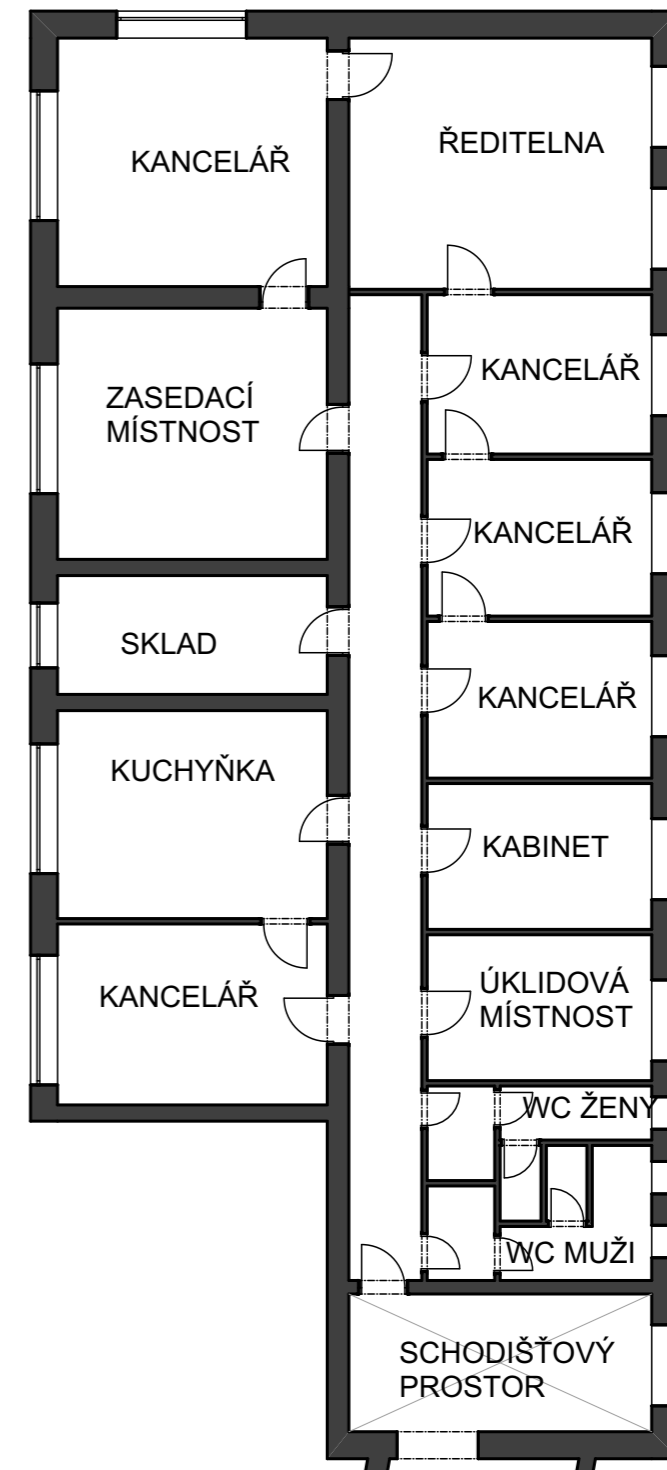 KANCELÁŘ
ŘEDITELNA
KANCELÁŘ
ZASEDACÍ
MÍSTNOST
KANCELÁŘ
SKLAD
KANCELÁŘ
KUCHYŇKA
KABINET
KANCELÁŘ
ÚKLIDOVÁ
MÍSTNOST
WC ŽENY
WC MUŽI
SCHODIŠŤOVÝ
PROSTOR